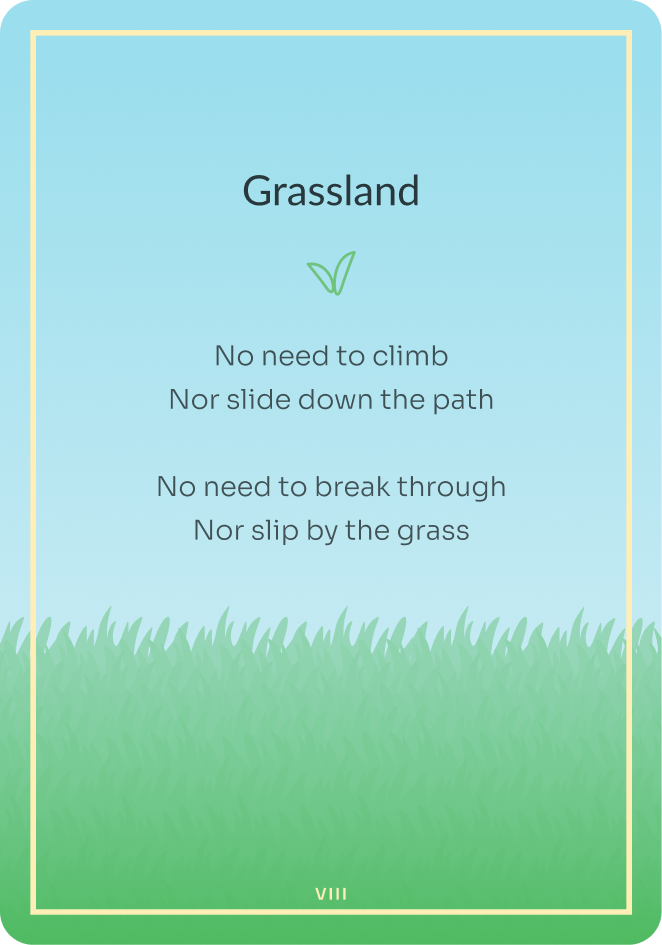 Grassland
No need to climb
Nor slide down the path
No need to break through
Nor slip by the grass
VIII